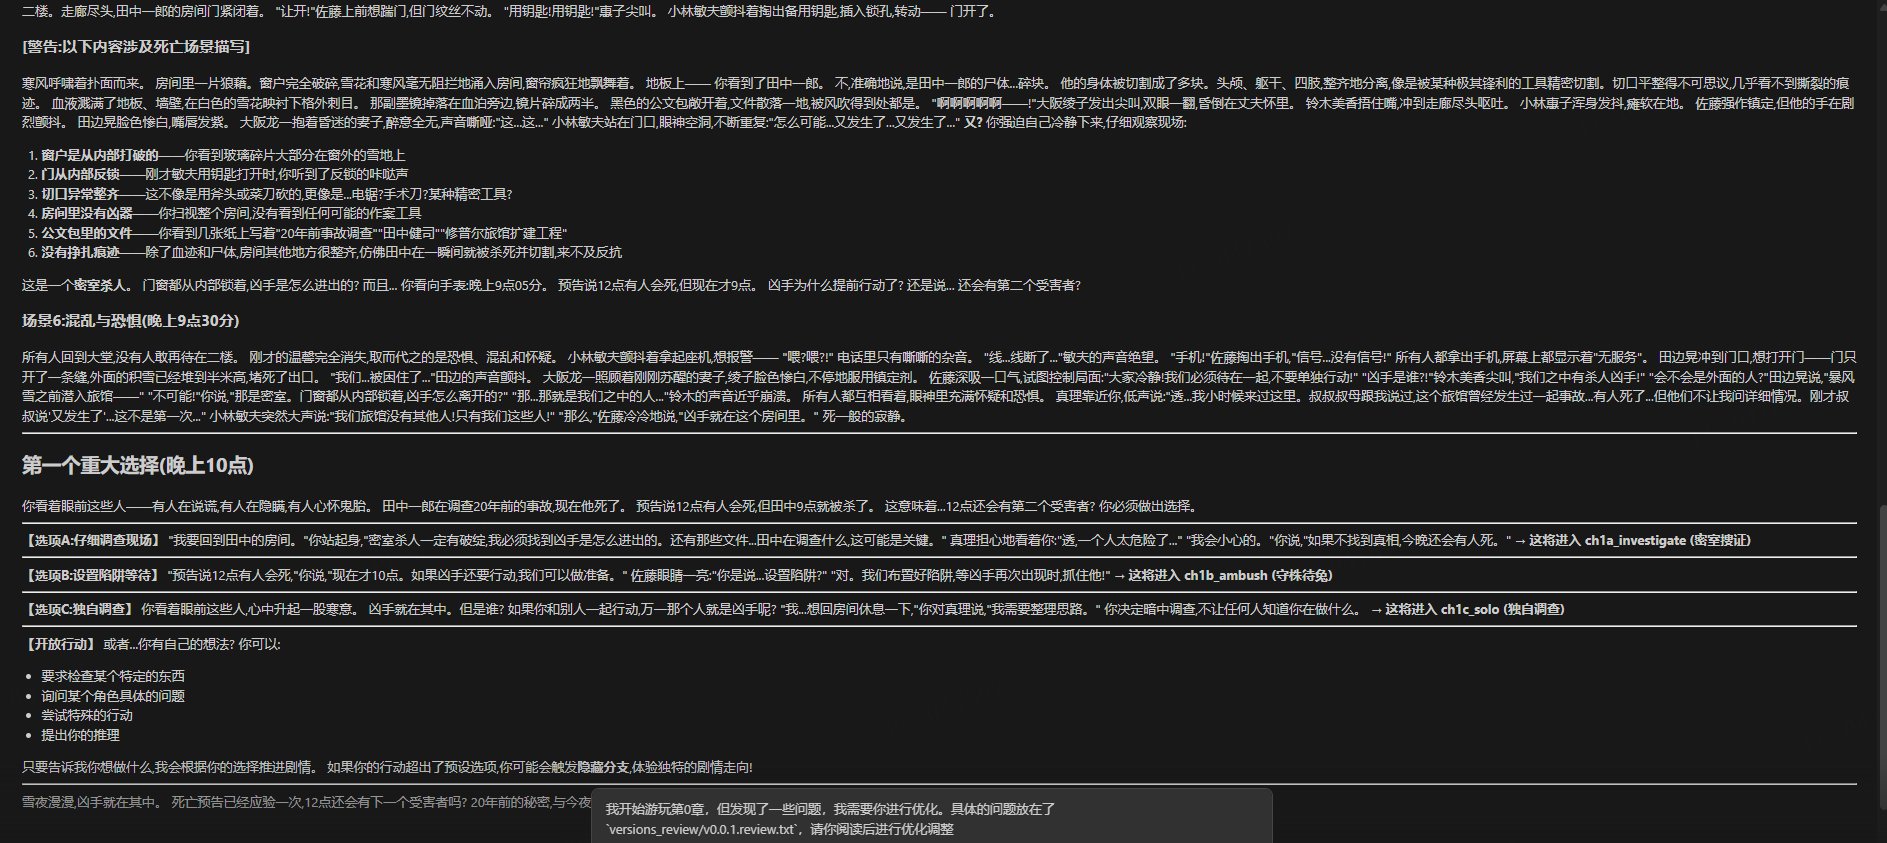 二楼。走廊尽头,田中一郎的房间门紧闭着。 "让开!"佐藤上前想踹门,但门纹丝不动。 "用钥匙!用钥匙!"惠子尖叫。 小林敏夫颤抖着掏出备用钥匙,插入锁孔,转动—— 门开了。
[警告:以下内容涉及死亡场景描写]
寒风呼啸着扑面而来。 房间里一片狼藉。窗户完全破碎,雪花和寒风毫无阻拦地涌入房间,窗帘疯狂地飘舞着。 地板上—— 你看到了田中一郎。 不,准确地说,是田中一郎的尸体...碎块。 他的身体被切割成了多块。头颅、躯干、四肢,整齐地分离,像是被某种极其锋利的工具精密切割。切口平整得不可思议,几乎看不到撕裂的痕
迹。 血液溅满了地板、墙壁,在白色的雪花映衬下格外刺目。 那副墨镜掉落在血泊旁边,镜片碎成两半。 黑色的公文包敞开着,文件散落一地,被风吹得到处都是。 "啊啊啊啊啊——!"大阪绫子发出尖叫,双眼一翻,昏倒在丈夫怀里。 铃木美香捂住嘴,冲到走廊尽头呕吐。 小林惠子浑身发抖,瘫软在地。 佐藤强作镇定,但他的手在剧
烈颤抖。 田边晃脸色惨白,嘴唇发紫。 大阪龙一抱着昏迷的妻子,醉意全无,声音嘶哑:"这...这..." 小林敏夫站在门口,眼神空洞,不断重复:"怎么可能...又发生了...又发生了..." 又? 你强迫自己冷静下来,仔细观察现场:
1. 窗户是从内部打破的——你看到玻璃碎片大部分在窗外的雪地上
2. 门从内部反锁——刚才敏夫用钥匙打开时,你听到了反锁的咔哒声
3. 切口异常整齐——这不像是用斧头或菜刀砍的,更像是...电锯?手术刀?某种精密工具?
4. 房间里没有凶器——你扫视整个房间,没有看到任何可能的作案工具
5. 公文包里的文件——你看到几张纸上写着"20年前事故调查""田中健司""修普尔旅馆扩建工程"
6. 没有挣扎痕迹——除了血迹和尸体,房间其他地方很整齐,仿佛田中在一瞬间就被杀死并切割,来不及反抗
这是一个密室杀人。 门窗都从内部锁着,凶手是怎么进出的? 而且... 你看向手表:晚上9点05分。 预告说12点有人会死,但现在才9点。 凶手为什么提前行动了? 还是说... 还会有第二个受害者?
场景6:混乱与恐惧(晚上9点30分)
所有人回到大堂,没有人敢再待在二楼。 刚才的温馨完全消失,取而代之的是恐惧、混乱和怀疑。 小林敏夫颤抖着拿起座机,想报警—— "喂?喂?!" 电话里只有嘶嘶的杂音。 "线...线断了..."敏夫的声音绝望。 "手机!"佐藤掏出手机,"信号...没有信号!" 所有人都拿出手机,屏幕上都显示着"无服务"。 田边晃冲到门口,想打开门——门只
开了一条缝,外面的积雪已经堆到半米高,堵死了出口。 "我们...被困住了..."田边的声音颤抖。 大阪龙一照顾着刚刚苏醒的妻子,绫子脸色惨白,不停地服用镇定剂。 佐藤深吸一口气,试图控制局面:"大家冷静!我们必须待在一起,不要单独行动!" "凶手是谁?!"铃木美香尖叫,"我们之中有杀人凶手!" "会不会是外面的人?"田边晃说,"暴风
雪之前潜入旅馆——" "不可能!"你说,"那是密室。门窗都从内部锁着,凶手怎么离开的?" "那...那就是我们之中的人..."铃木的声音近乎崩溃。 所有人都互相看着,眼神里充满怀疑和恐惧。 真理靠近你,低声说:"透...我小时候来过这里。叔叔叔母跟我说过,这个旅馆曾经发生过一起事故...有人死了...但他们不让我问详细情况。刚才叔
叔说'又发生了'...这不是第一次..." 小林敏夫突然大声说:"我们旅馆没有其他人!只有我们这些人!" "那么,"佐藤冷冷地说,"凶手就在这个房间里。" 死一般的寂静。
第一个重大选择(晚上10点)
你看着眼前这些人——有人在说谎,有人在隐瞒,有人心怀鬼胎。 田中一郎在调查20年前的事故,现在他死了。 预告说12点有人会死,但田中9点就被杀了。 这意味着...12点还会有第二个受害者? 你必须做出选择。
【选项A:仔细调查现场】 "我要回到田中的房间。"你站起身,"密室杀人一定有破绽,我必须找到凶手是怎么进出的。还有那些文件...田中在调查什么,这可能是关键。" 真理担心地看着你:"透,一个人太危险了..." "我会小心的。"你说,"如果不找到真相,今晚还会有人死。" → 这将进入 ch1a_investigate (密室搜证)
【选项B:设置陷阱等待】 "预告说12点有人会死,"你说,"现在才10点。如果凶手还要行动,我们可以做准备。" 佐藤眼睛一亮:"你是说...设置陷阱?" "对。我们布置好陷阱,等凶手再次出现时,抓住他!" → 这将进入 ch1b_ambush (守株待兔)
【选项C:独自调查】 你看着眼前这些人,心中升起一股寒意。 凶手就在其中。但是谁? 如果你和别人一起行动,万一那个人就是凶手呢? "我...想回房间休息一下,"你对真理说,"我需要整理思路。" 你决定暗中调查,不让任何人知道你在做什么。 → 这将进入 ch1c_solo (独自调查)
【开放行动】 或者...你有自己的想法? 你可以:
• 要求检查某个特定的东西
• 询问某个角色具体的问题
• 尝试特殊的行动
• 提出你的推理
只要告诉我你想做什么,我会根据你的选择推进剧情。 如果你的行动超出了预设选项,你可能会触发隐藏分支,体验独特的剧情走向!
雪夜漫漫,凶手就在其中。 死亡预告已经应验一次,12点还会有下一个受害者吗? 20年前的秘密,与今夜
我开始游玩第0章，但发现了一些问题，我需要你进行优化。具体的问题放在了
`versions_review/v0.0.1.review.txt`，请你阅读后进行优化调整